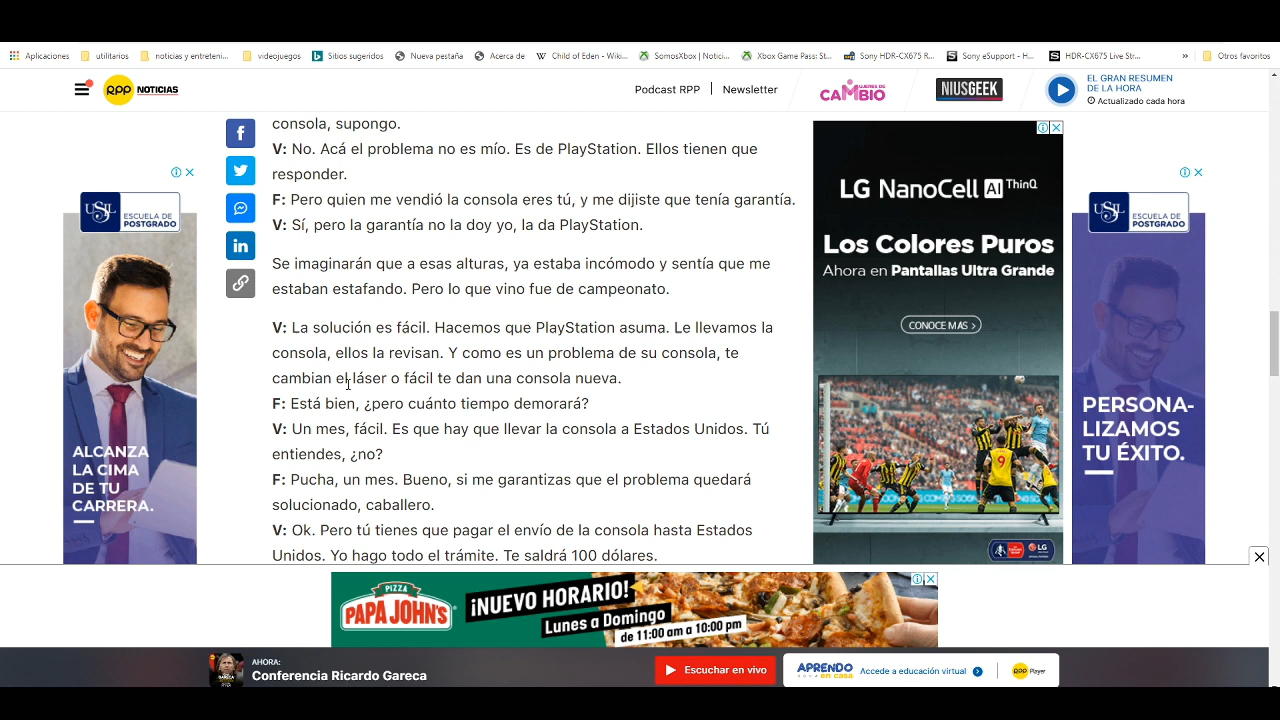 Aplicaciones utilitarios noticias y entreteni... videojuegos Sitios sugeridos Nueva pestaña Acerca de Child of Eden - Wiki... SomosXbox | Notici... Xbox Game Pass: St... Sony HDR-CX675 R... Sony eSupport - H... HDR-CX675 Live Str... » Otros favoritos
RPP NOTICIAS
Podcast RPP | Newsletter
MUJERES DE CAMBIO
NIUSGEEK
EL GRAN RESUMEN
DE LA HORA
Actualizado cada hora
consola, supongo.
V: No. Acá el problema no es mío. Es de PlayStation. Ellos tienen que
responder.
F: Pero quien me vendió la consola eres tú, y me dijiste que tenía garantía.
V: Sí, pero la garantía no la doy yo, la da PlayStation.
Se imaginarán que a esas alturas, ya estaba incómodo y sentía que me
estaban estafando. Pero lo que vino fue de campeonato.
V: La solución es fácil. Hacemos que PlayStation asuma. Le llevamos la
consola, ellos la revisan. Y como es un problema de su consola, te
cambian el láser o fácil te dan una consola nueva.
F: Está bien, ¿pero cuánto tiempo demorará?
V: Un mes, fácil. Es que hay que llevar la consola a Estados Unidos. Tú
entiendes, ¿no?
F: Pucha, un mes. Bueno, si me garantizas que el problema quedará
solucionado, caballero.
V: Ok. Pero tú tienes que pagar el envío de la consola hasta Estados
Unidos. Yo hago todo el trámite. Te saldrá 100 dólares.
USIL ESCUELA DE
POSTGRADO
ALCANZA
LA CIMA
DE TU
CARRERA.
LG NanoCell AI ThinQ
Los Colores Puros
Ahora en Pantallas Ultra Grande
CONOCE MAS >
9
LG
USIL ESCUELA DE
POSTGRADO
PERSONA-
LIZAMOS
TU ÉXITO.
PIZZA
PAPA JOHN'S
¡NUEVO HORARIO!
Lunes a Domingo
de 11:00 am a 10:00 pm
AHORA:
Conferencia Ricardo Gareca
Escuchar en vivo
APRENDO
en casa
Accede a educación virtual
RPP Player